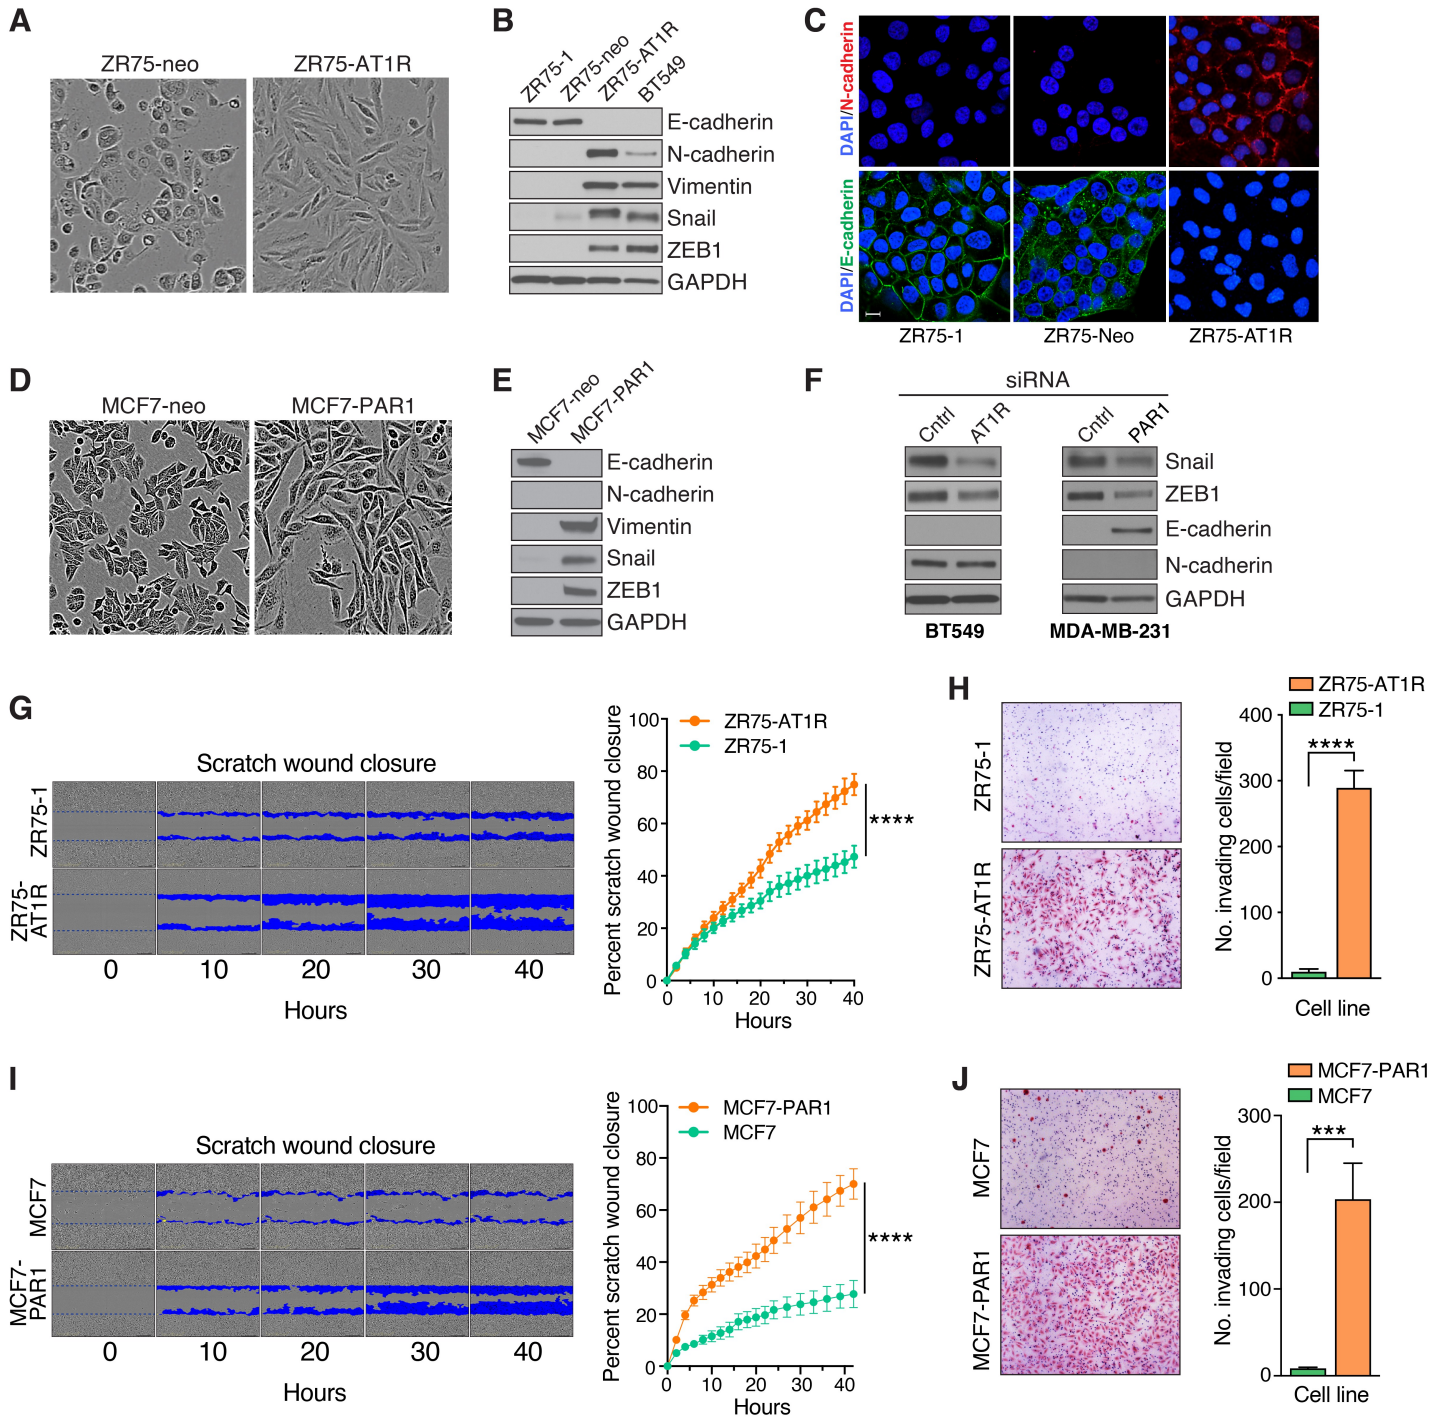 A
ZR75-neo
ZR75-AT1R
B
ZR75-1
ZR75-neo
ZR75-AT1R
BT549
E-cadherin
N-cadherin
Vimentin
Snail
ZEB1
GAPDH
C
DAPI/N-cadherin
DAPI/E-cadherin
ZR75-1
ZR75-Neo
ZR75-AT1R
D
MCF7-neo
MCF7-PAR1
E
MCF7-neo
MCF7-PAR1
E-cadherin
N-cadherin
Vimentin
Snail
ZEB1
GAPDH
F
siRNA
Cntrl
AT1R
Cntrl
PAR1
Snail
ZEB1
E-cadherin
N-cadherin
GAPDH
BT549
MDA-MB-231
G
Scratch wound closure
ZR75-1
ZR75-
AT1R
0 10 20 30 40
Hours
Percent scratch wound closure
100
80
60
40
20
0
ZR75-AT1R
ZR75-1
****
0 10 20 30 40
Hours
H
ZR75-1
ZR75-AT1R
ZR75-AT1R
ZR75-1
No. invading cells/field
400
300
200
100
0
****
Cell line
I
Scratch wound closure
MCF7
MCF7-
PAR1
0 10 20 30 40
Hours
Percent scratch wound closure
100
80
60
40
20
0
MCF7-PAR1
MCF7
****
0 10 20 30 40
Hours
J
MCF7
MCF7-PAR1
MCF7-PAR1
MCF7
No. invading cells/field
300
200
100
0
***
Cell line